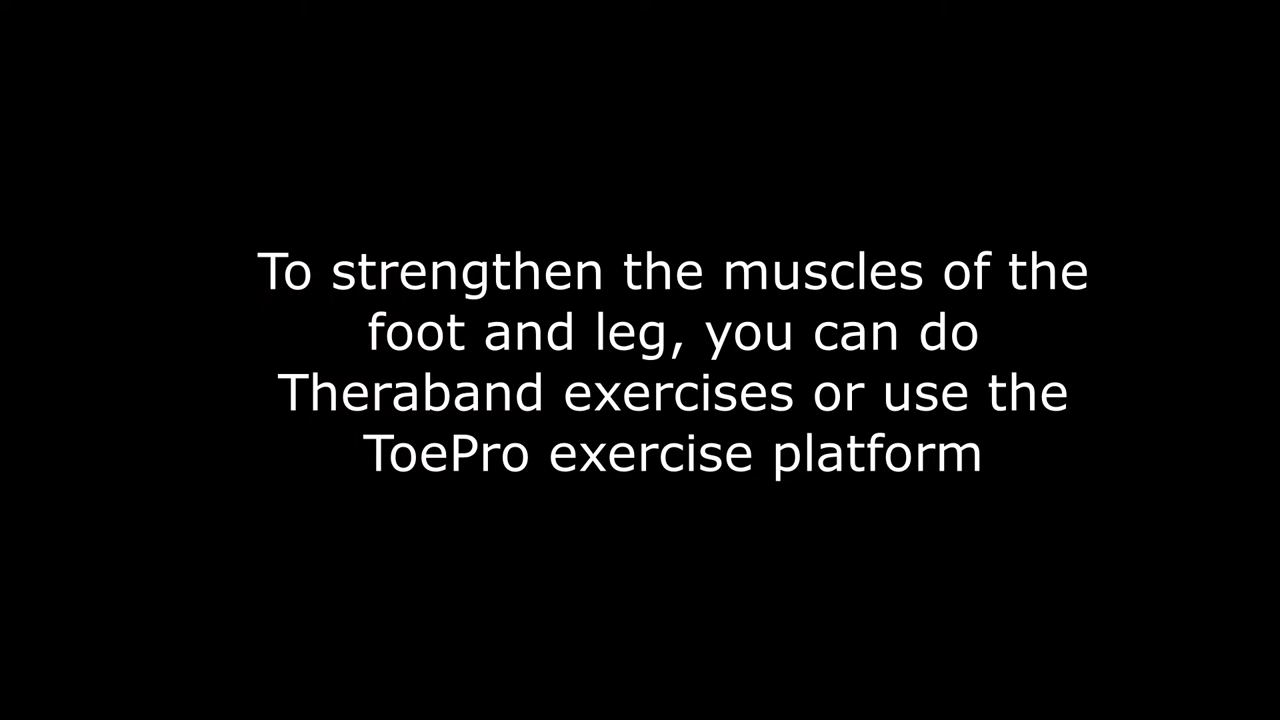 To strengthen the muscles of the
foot and leg, you can do
Theraband exercises or use the
ToePro exercise platform